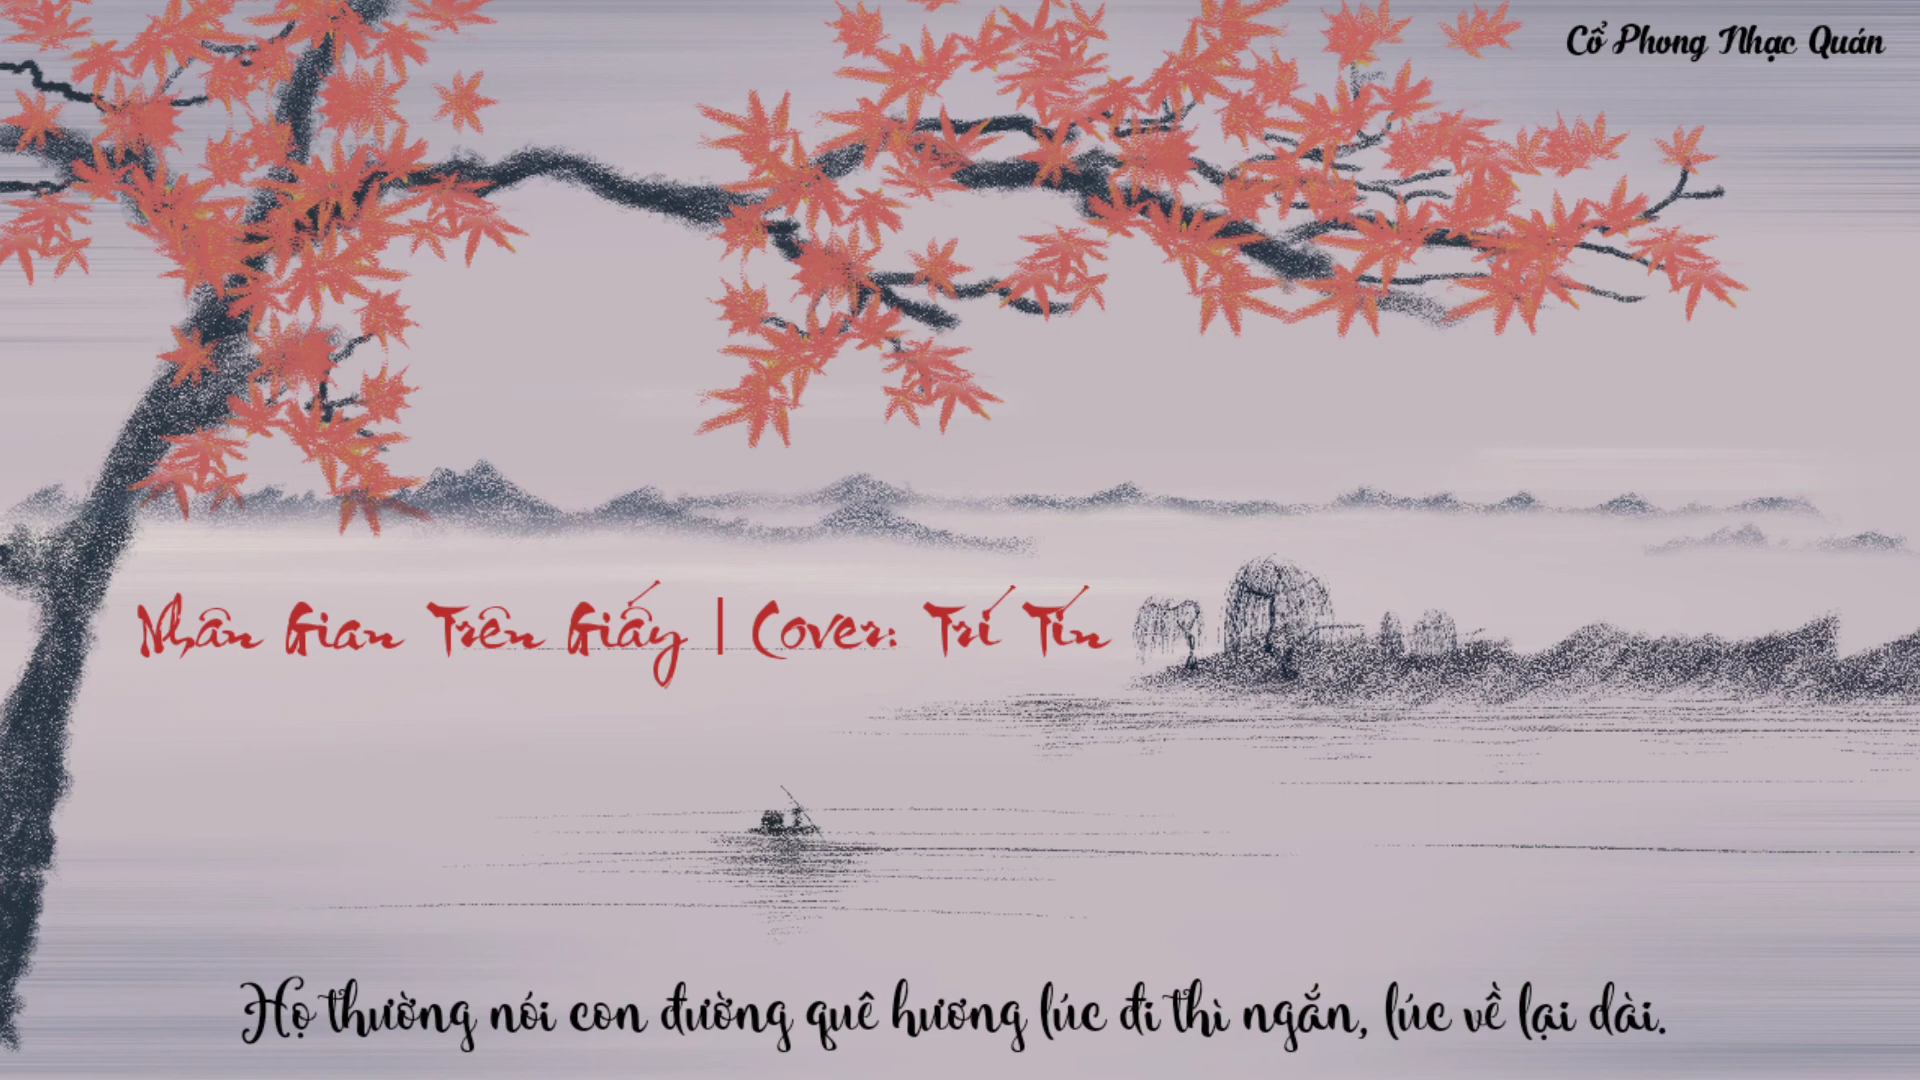 Cổ Phong Nhạc Quán
Nhân Gian Trên Giấy | Cover: Trí Tín
Họ thường nói con đường quê hương lúc đi thì ngắn, lúc về lại dài.